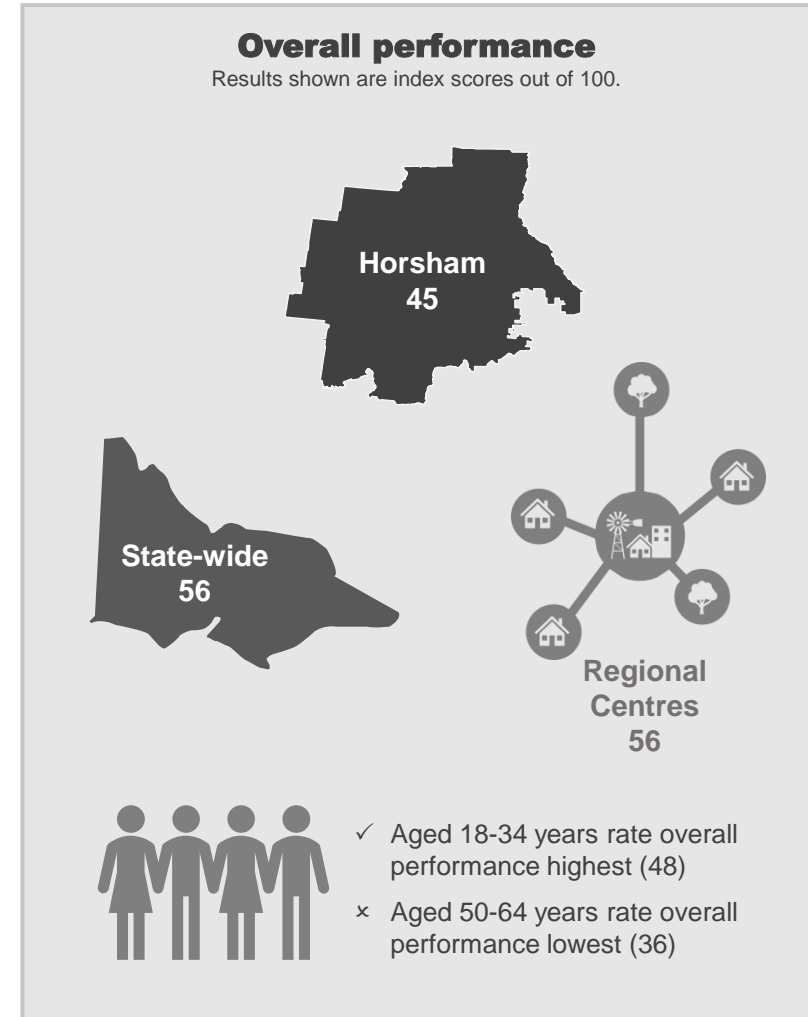 Overall performance
Results shown are index scores out of 100.
Horsham
45
State-wide
56
Regional
Centres
56
✓ Aged 18-34 years rate overall
performance highest (48)
× Aged 50-64 years rate overall
performance lowest (36)